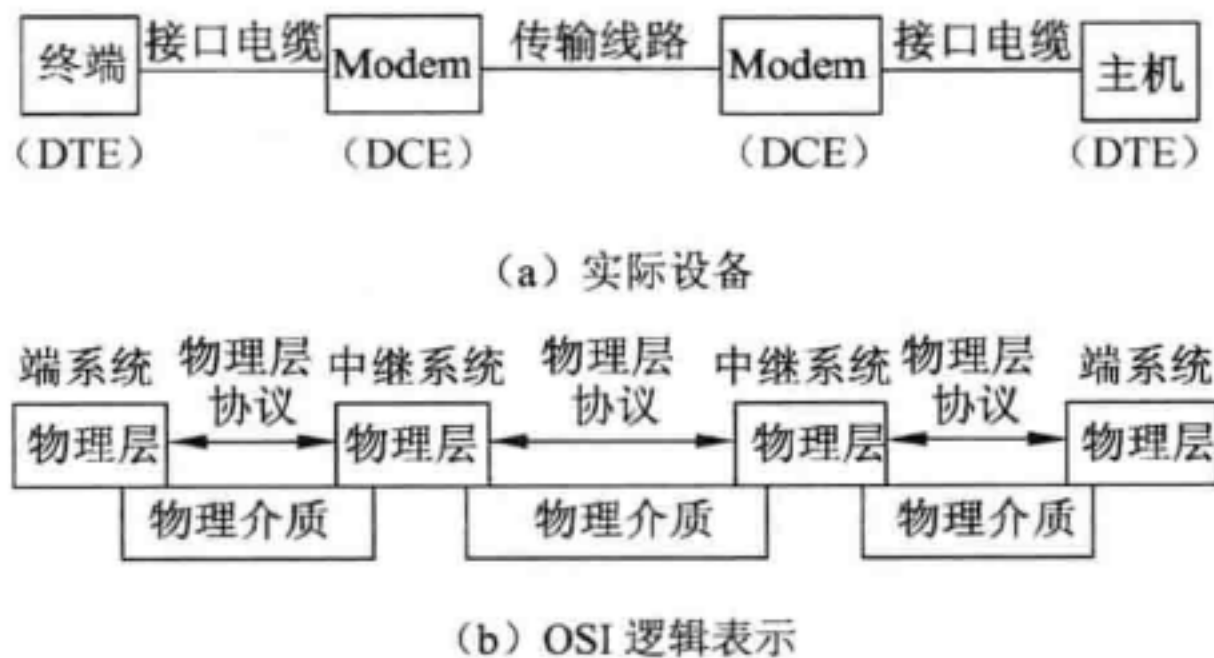 终端 接口电缆 Modem 传输线路 Modem 接口电缆 主机
(DTE) (DCE) (DCE) (DTE)
(a) 实际设备
端系统 物理层 中继系统 物理层 中继系统 物理层 端系统
协议 协议 协议
物理层 物理层 物理层 物理层
物理介质 物理介质 物理介质
(b) OSI 逻辑表示